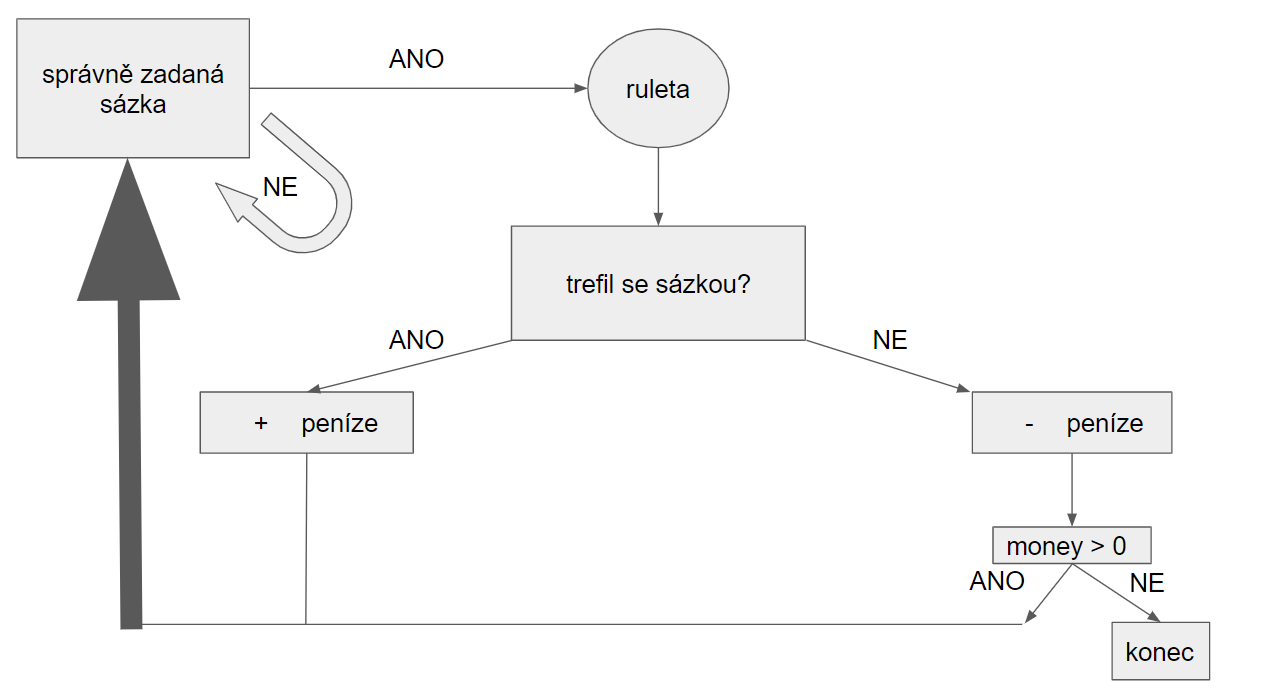 správně zadaná
sázka
ANO
ruleta
NE
trefil se sázkou?
ANO
NE
+ peníze
- peníze
money > 0
ANO
NE
konec